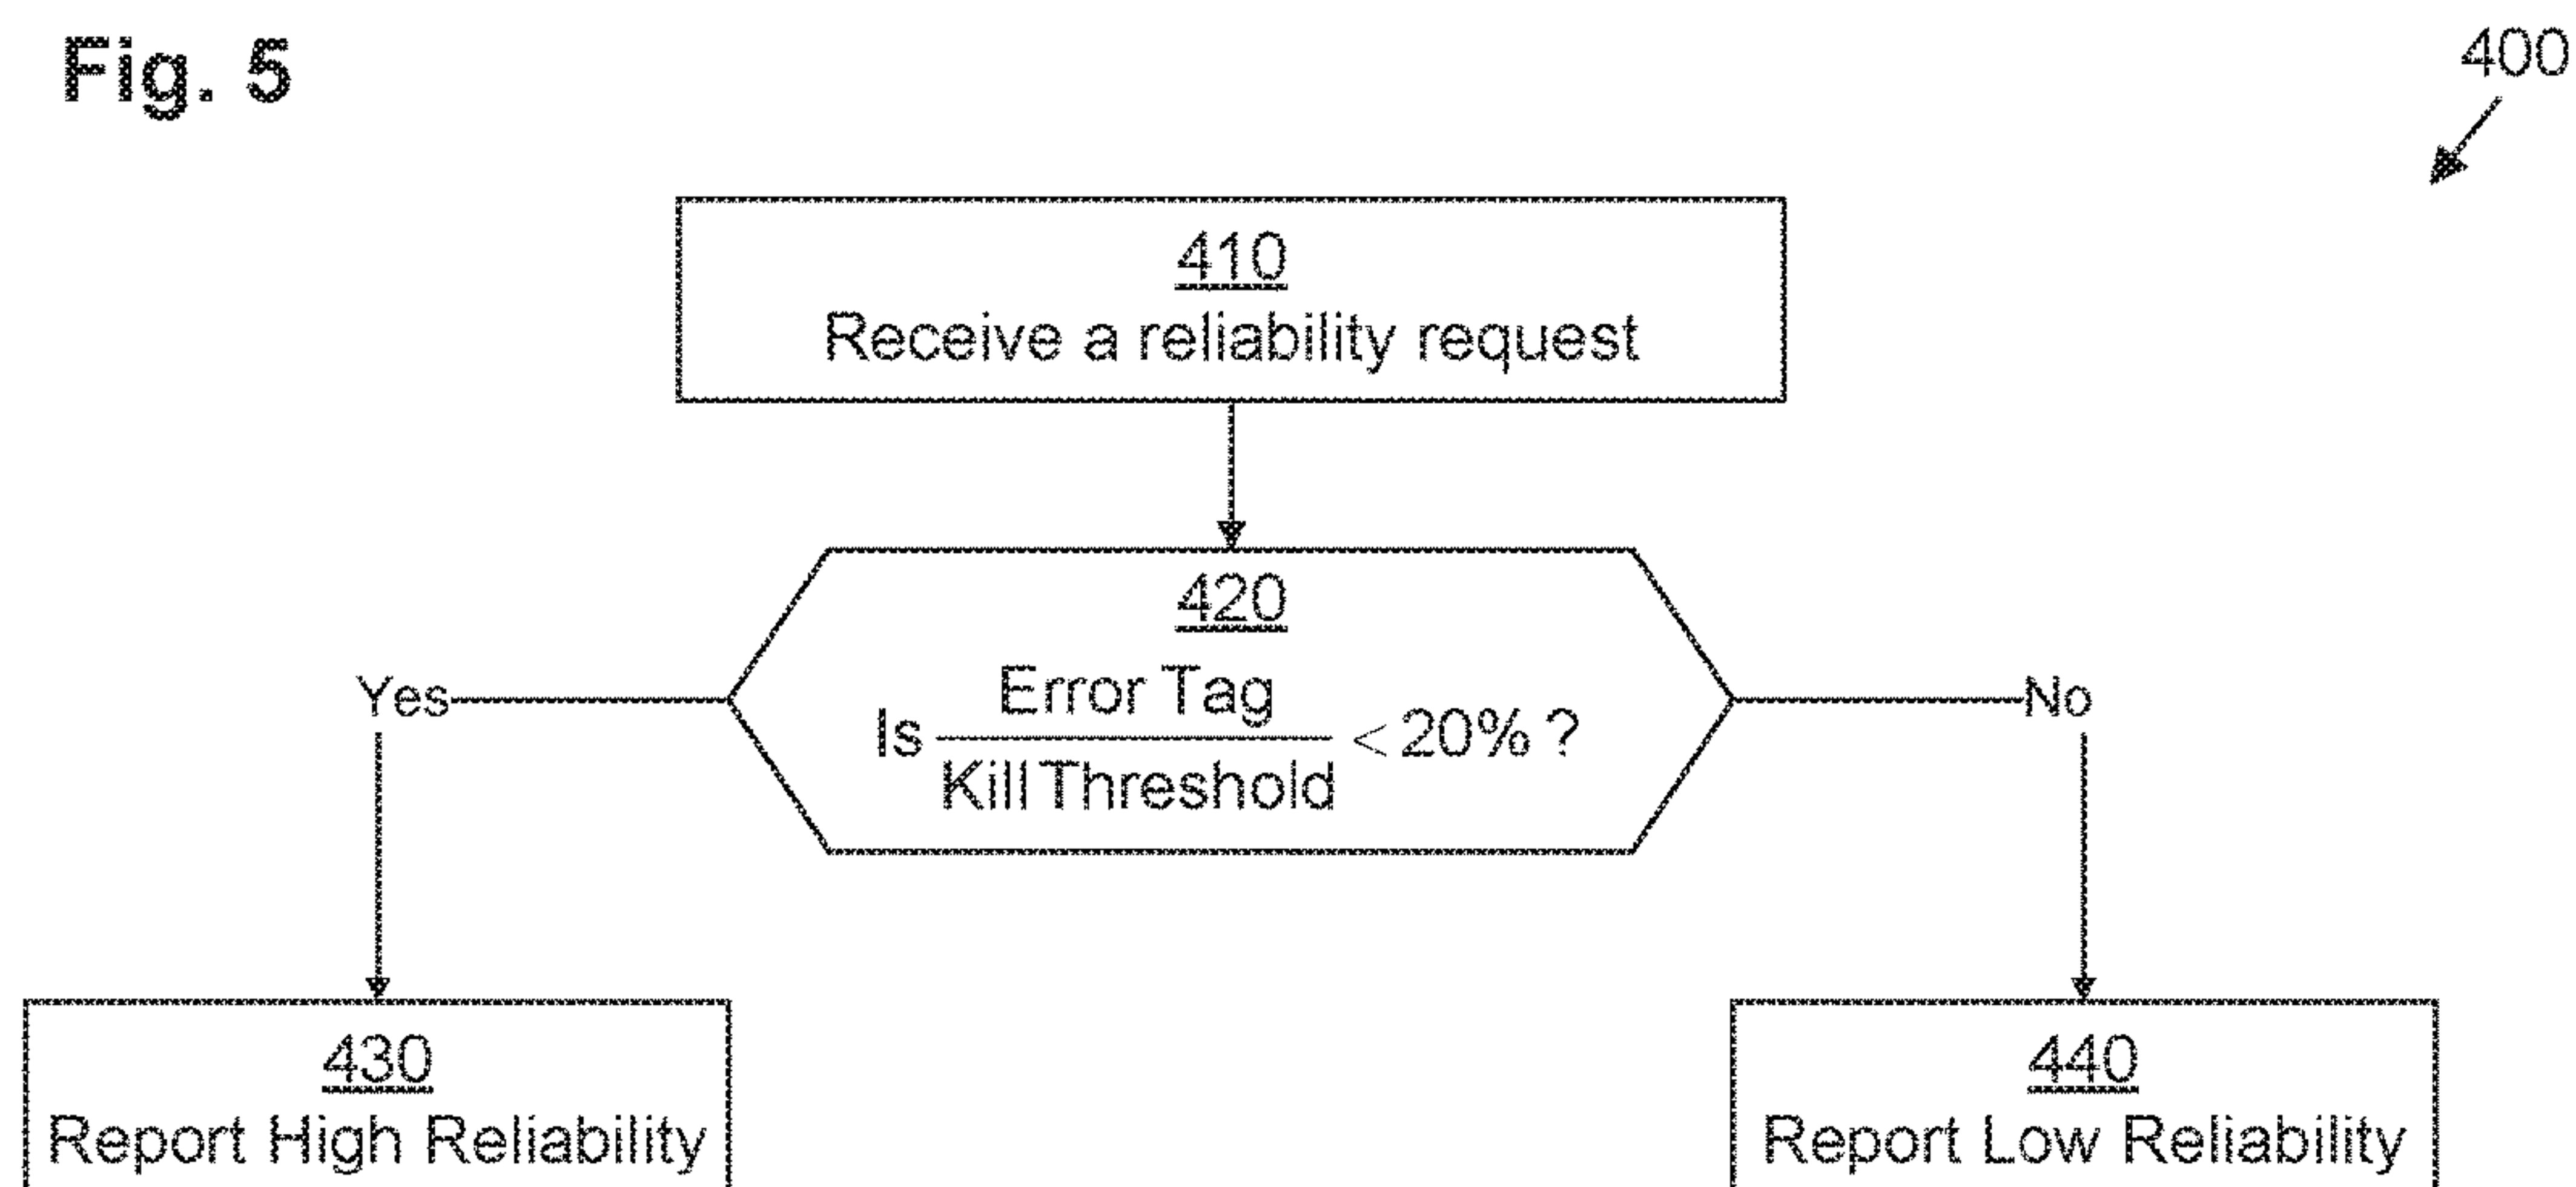 Fig. 5
400
410
Receive a reliability request
420
Is Error Tag / Kill Threshold < 20% ?
Yes
No
430
Report High Reliability
440
Report Low Reliability